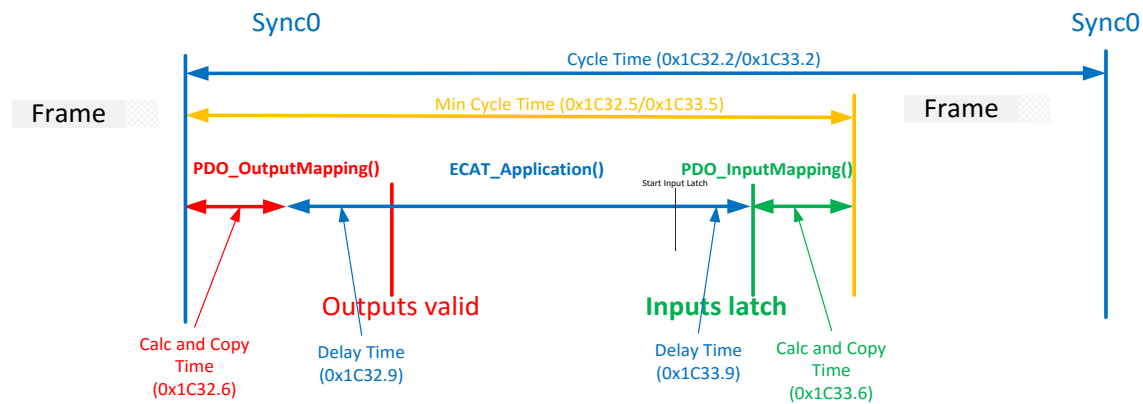 Sync0
Sync0
Cycle Time (0x1C32.2/0x1C33.2)
Frame
Min Cycle Time (0x1C32.5/0x1C33.5)
Frame
PDO_OutputMapping()
ECAT_Application()
PDO_InputMapping()
Start Input Latch
Outputs valid
Inputs latch
Calc and Copy
Time
(0x1C32.6)
Delay Time
(0x1C32.9)
Delay Time
(0x1C33.9)
Calc and Copy
Time
(0x1C33.6)